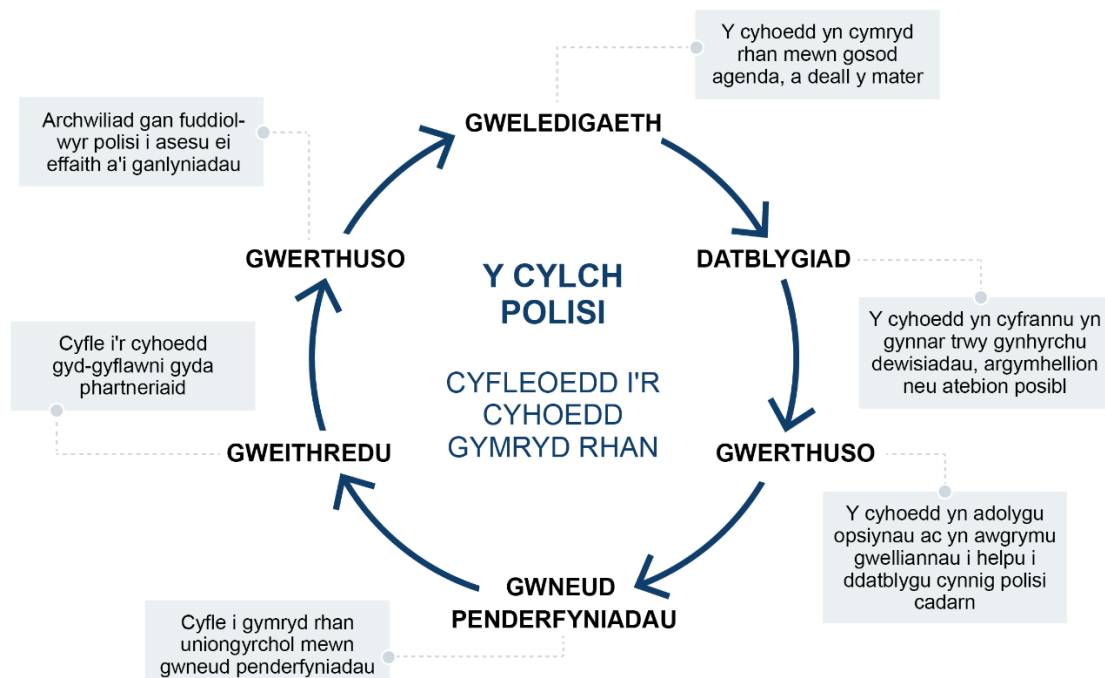 Y CYLCH
POLISI
CYFLEOEDD I'R
CYHOEDD
GYMRYD RHAN
GWELEDIGAETH
Y cyhoedd yn cymryd
rhan mewn gosod
agenda, a deall y mater
DATBLYGIAD
Y cyhoedd yn cyfrannu yn
gynnar trwy gynhyrchu
dewisiadau, argymhellion
neu atebion posibl
GWERTHUSO
Y cyhoedd yn adolygu
opsiynau ac yn awgrymu
gwelliannau i helpu i
ddatblygu cynnig polisi
cadarn
GWNEUD
PENDERFYNIADAU
Cyfle i gymryd rhan
uniongyrchol mewn
gwneud penderfyniadau
GWEITHREDU
Cyfle i'r cyhoedd
gyd-gyflawni gyda
phartneriaid
GWERTHUSO
Archwiliad gan fuddiol-
wyr polisi i asesu ei
effaith a'i ganlyniadau